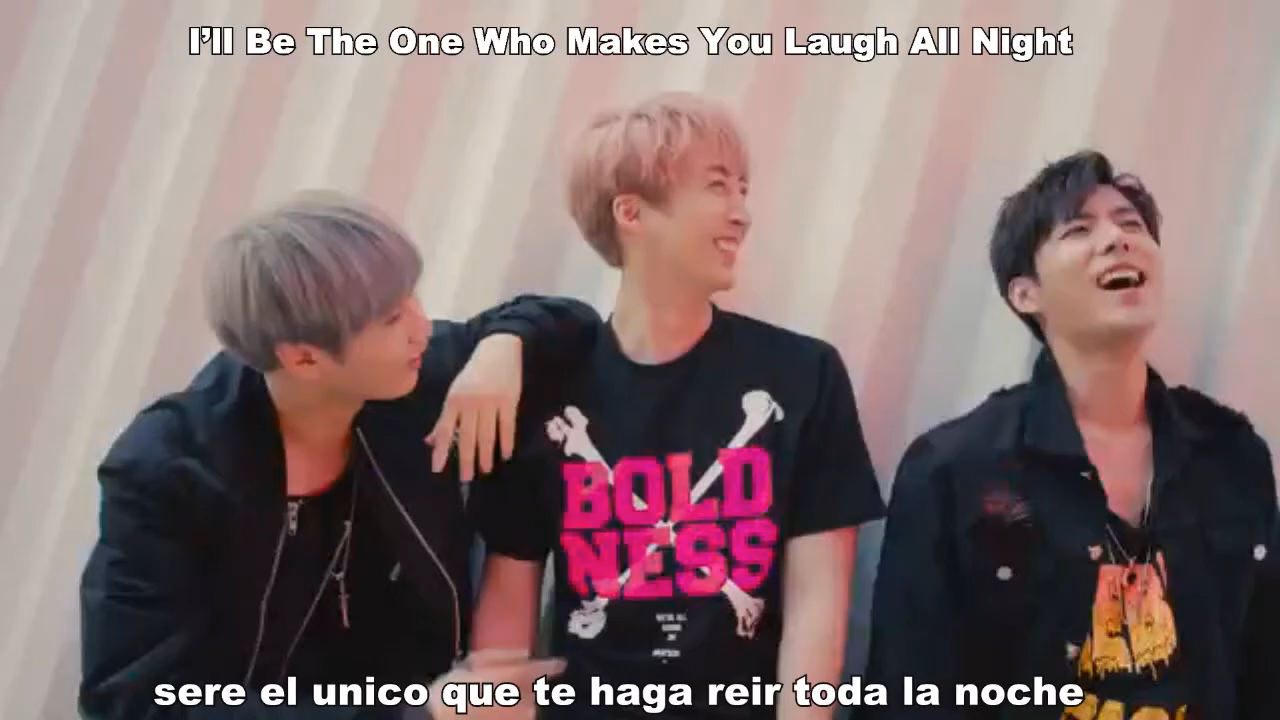 I'll Be The One Who Makes You Laugh All Night
BOLD
NESS
sere el unico que te haga reir toda la noche